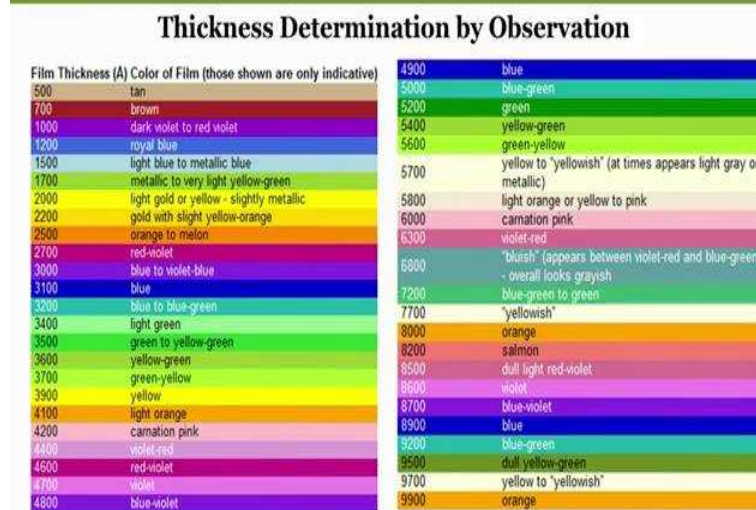 Thickness Determination by Observation
Film Thickness (A) Color of Film (those shown are only indicative)
500 tan
700 brown
1000 dark violet to red violet
1200 royal blue
1500 light blue to metallic blue
1700 metallic to very light yellow-green
2000 light gold or yellow - slightly metallic
2200 gold with slight yellow-orange
2500 orange to melon
2700 red-violet
3000 blue to violet-blue
3100 blue
3200 blue to blue-green
3400 light green
3500 green to yellow-green
3600 yellow-green
3700 green-yellow
3900 yellow
4100 light orange
4200 carnation pink
4400 violet-red
4600 red-violet
4700 violet
4800 blue-violet
4900 blue
5000 blue-green
5200 green
5400 yellow-green
5600 green-yellow
5700 yellow to "yellowish" (at times appears light gray o
metallic)
5800 light orange or yellow to pink
6000 carnation pink
6300 violet-red
6800 "bluish" (appears between violet-red and blue-green
- overall looks grayish
7200 blue-green to green
7700 "yellowish"
8000 orange
8200 salmon
8500 dull light red-violet
8600 violet
8700 blue-violet
8900 blue
9200 blue-green
9500 dull yellow-green
9700 yellow to "yellowish"
9900 orange